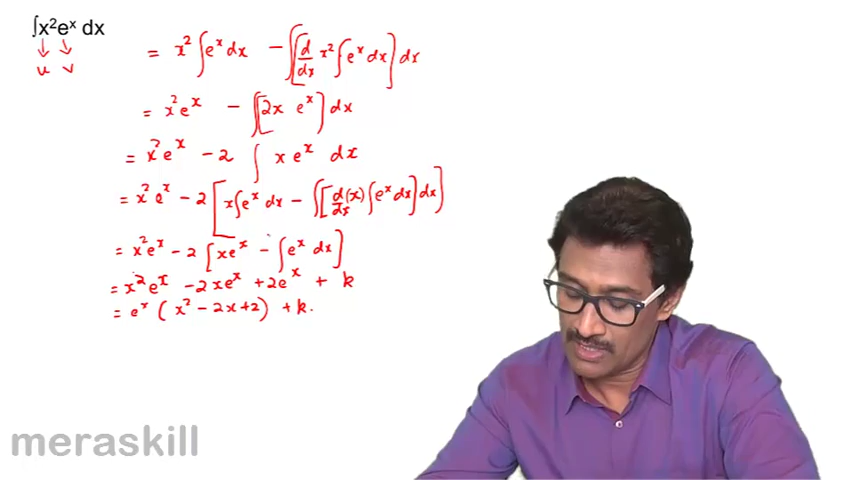 ∫x²eˣ dx
↓ ↓
u v
= x² ∫eˣ dx − ∫[d/dx x² ∫eˣ dx] dx
= x²eˣ − ∫[2x eˣ] dx
= x²eˣ − 2 ∫ x eˣ dx
= x²eˣ − 2 [x∫eˣ dx − ∫[d/dx (x) ∫eˣ dx] dx]
= x²eˣ − 2 [xeˣ − ∫eˣ dx]
= x²eˣ − 2xeˣ + 2eˣ + k
= eˣ (x² − 2x + 2) + k.
meraskill